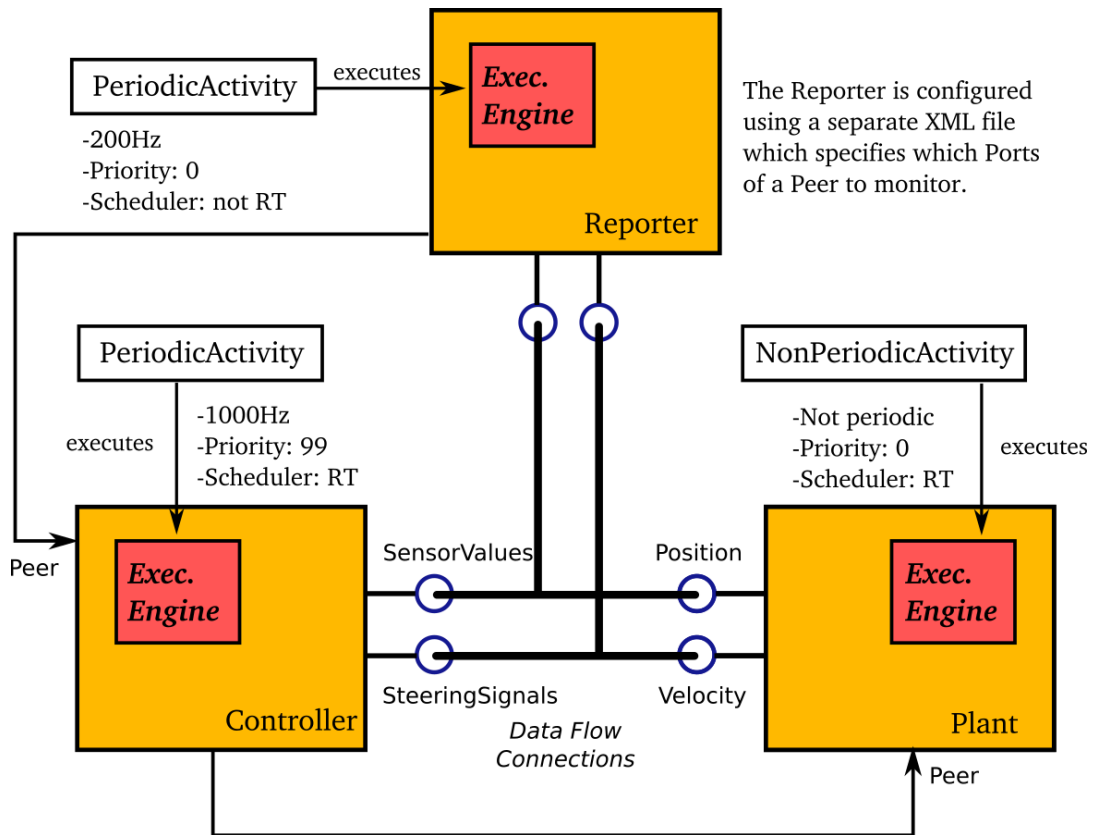 PeriodicActivity
executes
-200Hz
-Priority: 0
-Scheduler: not RT
Exec.
Engine
Reporter
The Reporter is configured
using a separate XML file
which specifies which Ports
of a Peer to monitor.
PeriodicActivity
executes
-1000Hz
-Priority: 99
-Scheduler: RT
NonPeriodicActivity
-Not periodic
-Priority: 0
-Scheduler: RT
executes
Peer
Exec.
Engine
Controller
SensorValues
Position
SteeringSignals
Velocity
Data Flow
Connections
Exec.
Engine
Plant
Peer